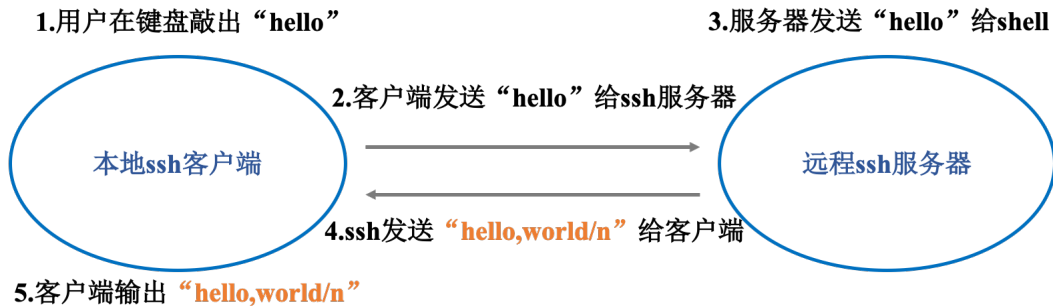 1.用户在键盘敲出“hello”
3.服务器发送“hello”给shell
2.客户端发送“hello”给ssh服务器
本地ssh客户端
远程ssh服务器
4.ssh发送“hello,world/n”给客户端
5.客户端输出“hello,world/n”